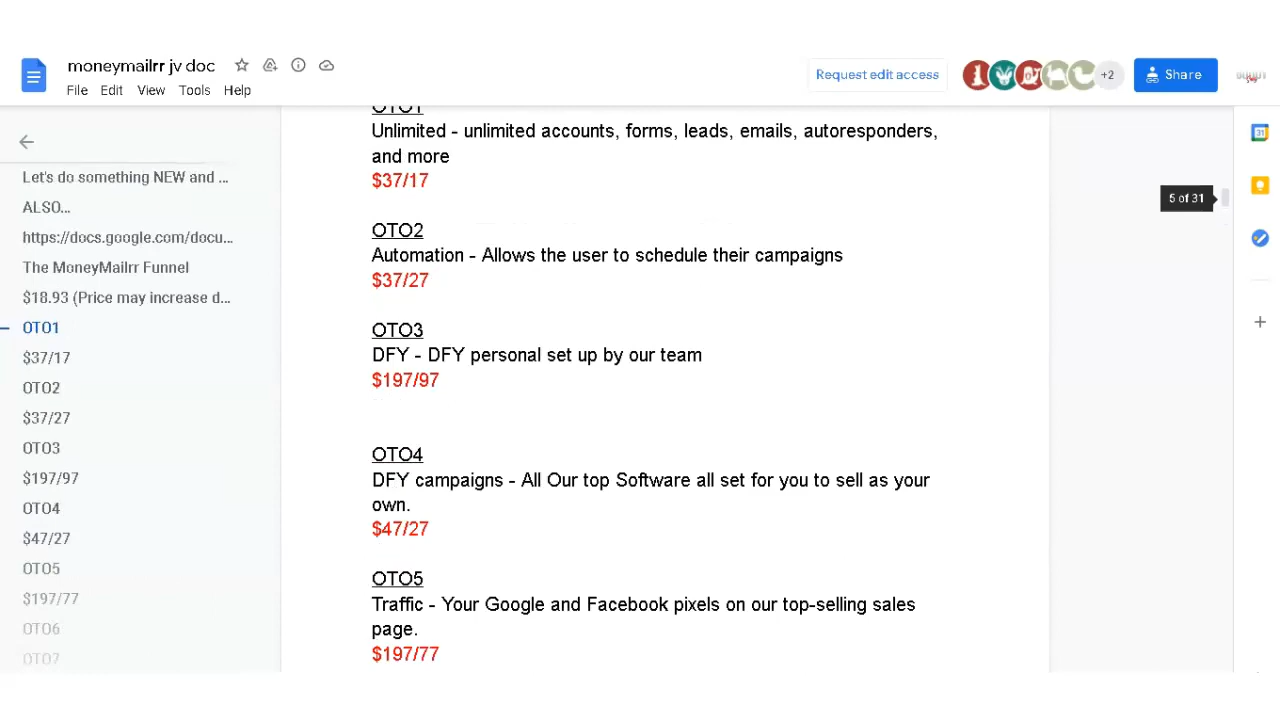 moneymailrr jv doc
File Edit View Tools Help
Request edit access
+2
Share
Let's do something NEW and ...
ALSO...
https://docs.google.com/docu...
The MoneyMailrr Funnel
$18.93 (Price may increase d...
OTO1
$37/17
OTO2
$37/27
OTO3
$197/97
OTO4
$47/27
OTO5
$197/77
OTO6
OTO7
OTO1
Unlimited - unlimited accounts, forms, leads, emails, autoresponders,
and more
$37/17
OTO2
Automation - Allows the user to schedule their campaigns
$37/27
OTO3
DFY - DFY personal set up by our team
$197/97
OTO4
DFY campaigns - All Our top Software all set for you to sell as your
own.
$47/27
OTO5
Traffic - Your Google and Facebook pixels on our top-selling sales
page.
$197/77
5 of 31
31